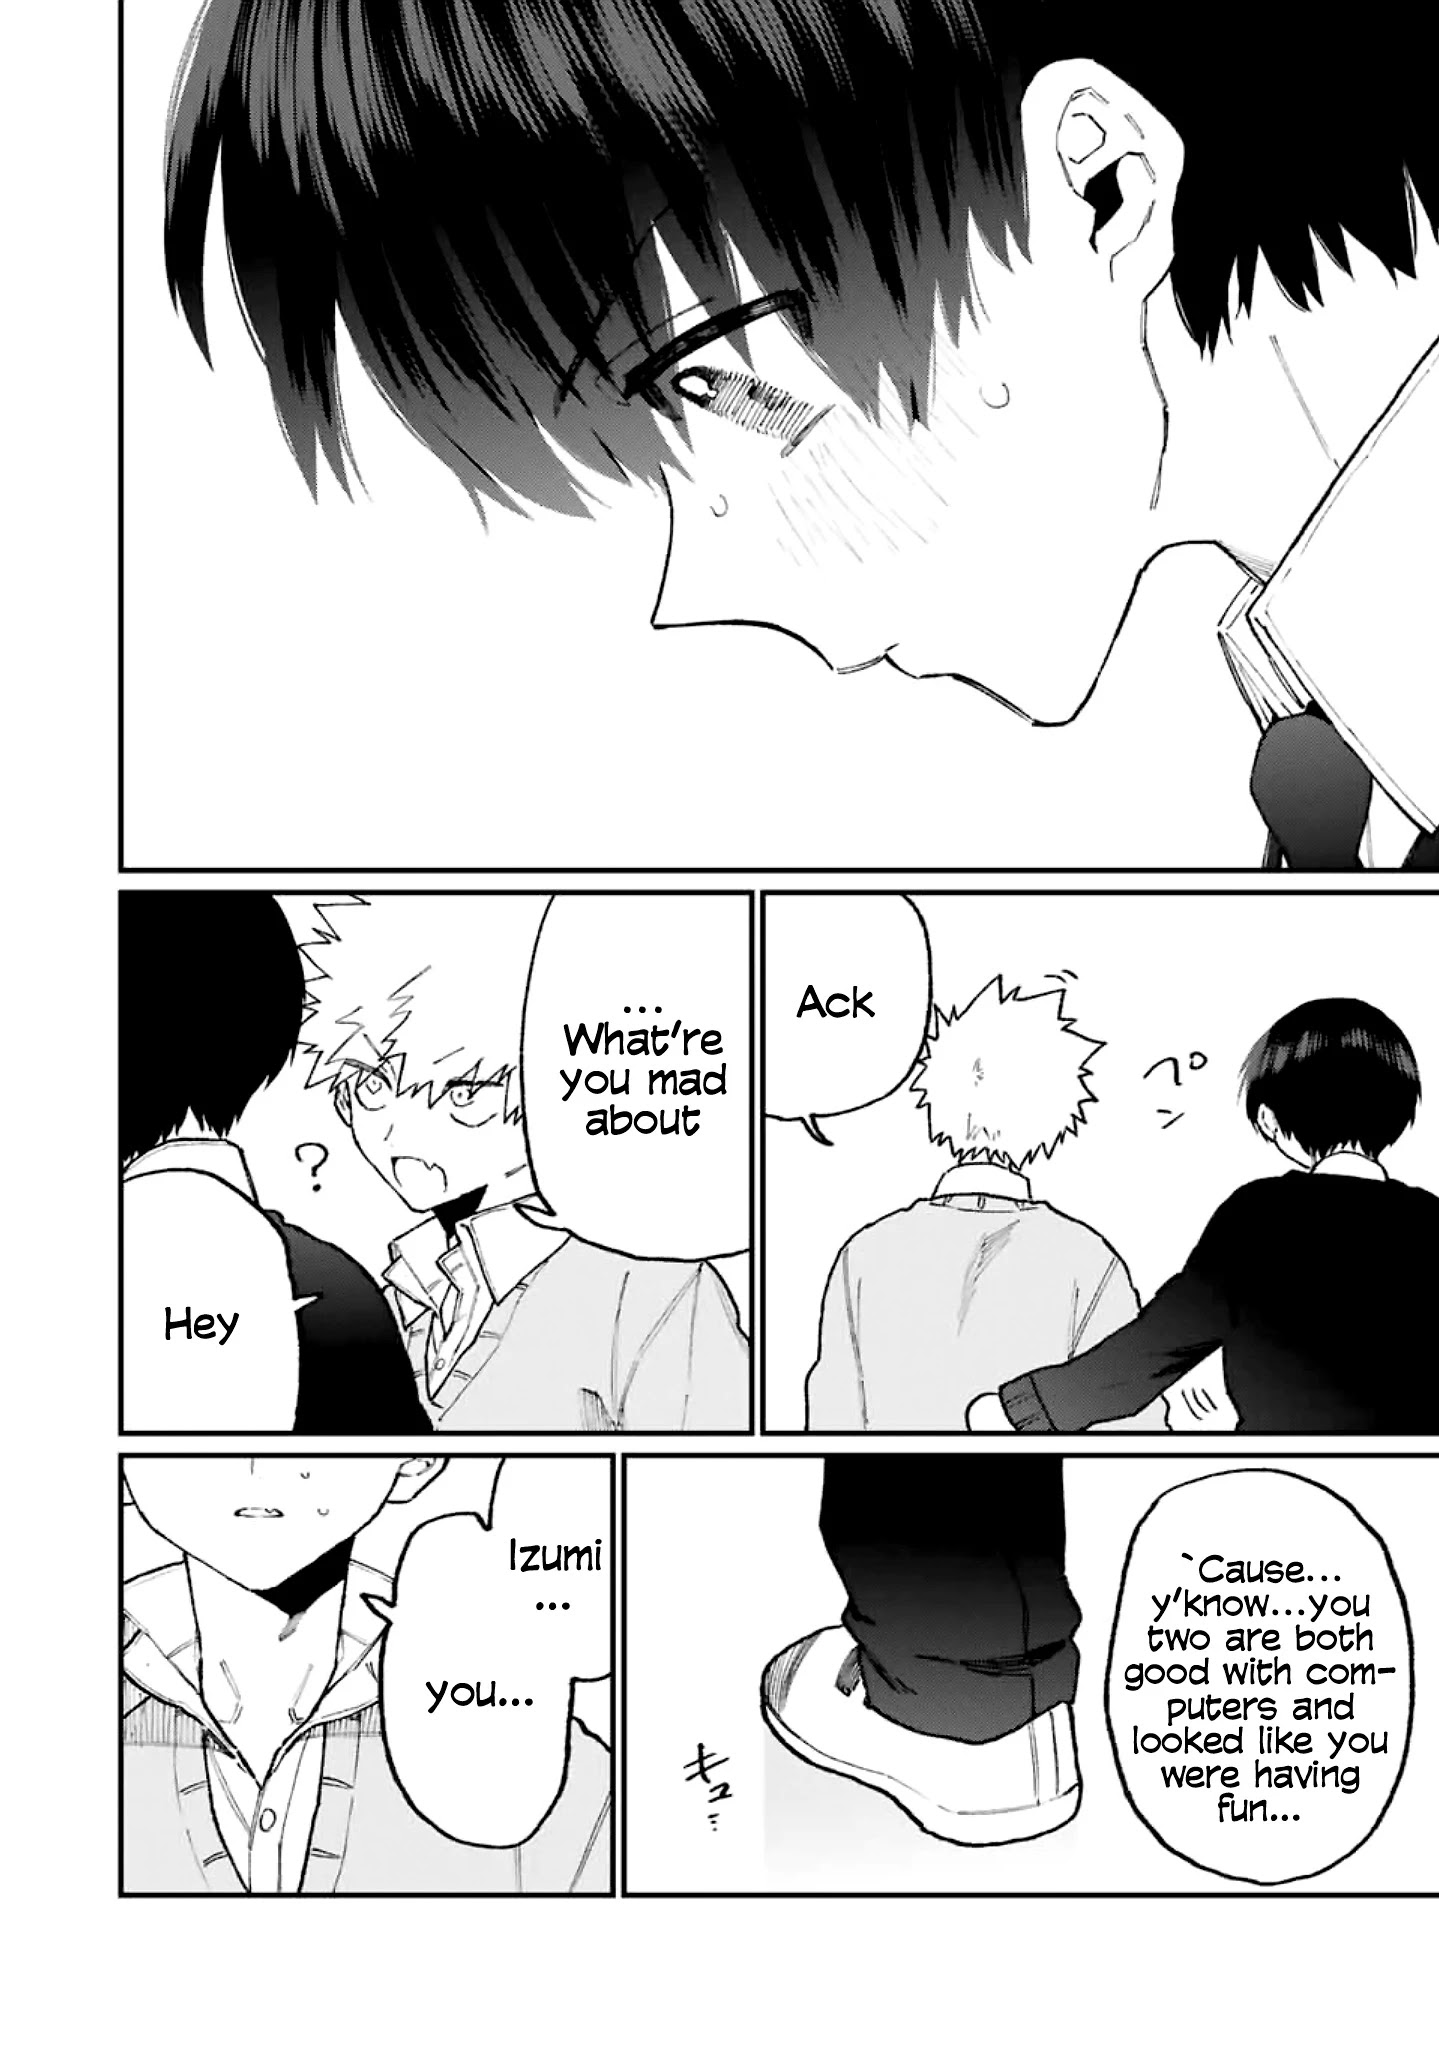 Ack
ペ
ン
...
What're
you mad
about
?
Hey
`Cause...
y'know...you
two are both
good with com-
puters and
looked like you
were having
fun...
キュ…
Izumi
...
you...